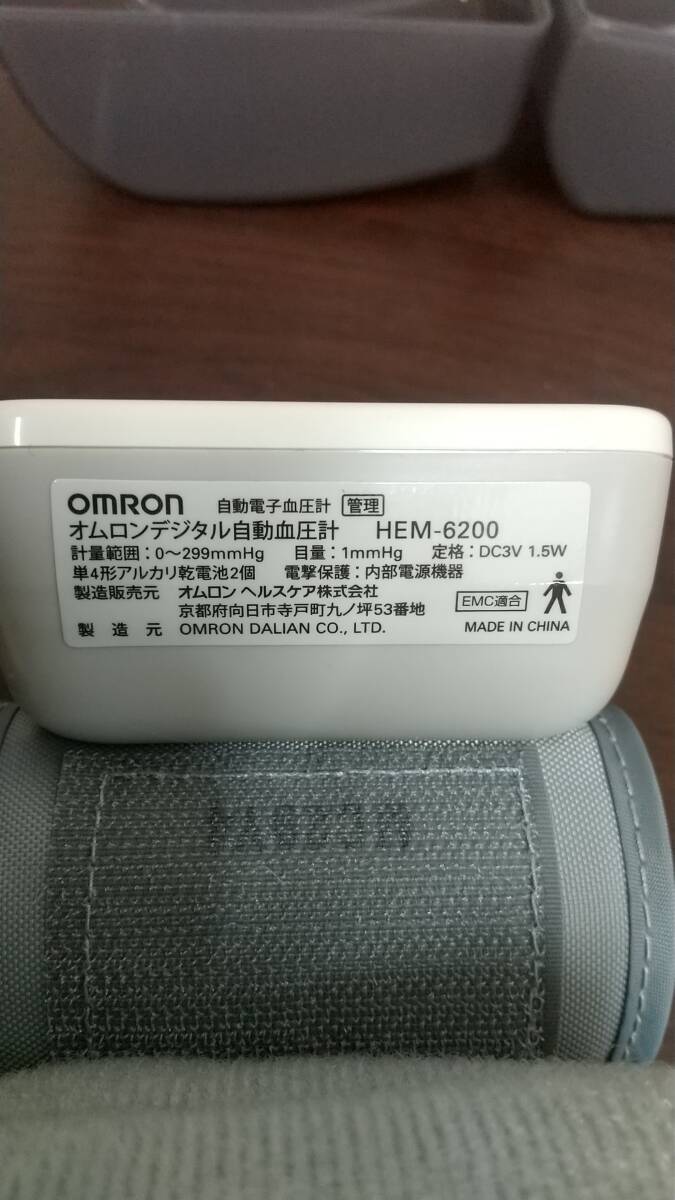 OMRON 自動電子血圧計 管理
オムロンデジタル自動血圧計 HEM-6200
計量範囲:0～299mmHg 目量:1mmHg 定格:DC3V 1.5W
単4形アルカリ乾電池2個 電撃保護:内部電源機器
製造販売元 オムロン ヘルスケア株式会社
京都府向日市寺戸町九ノ坪53番地 EMC適合
製造元 OMRON DALIAN CO., LTD. MADE IN CHINA